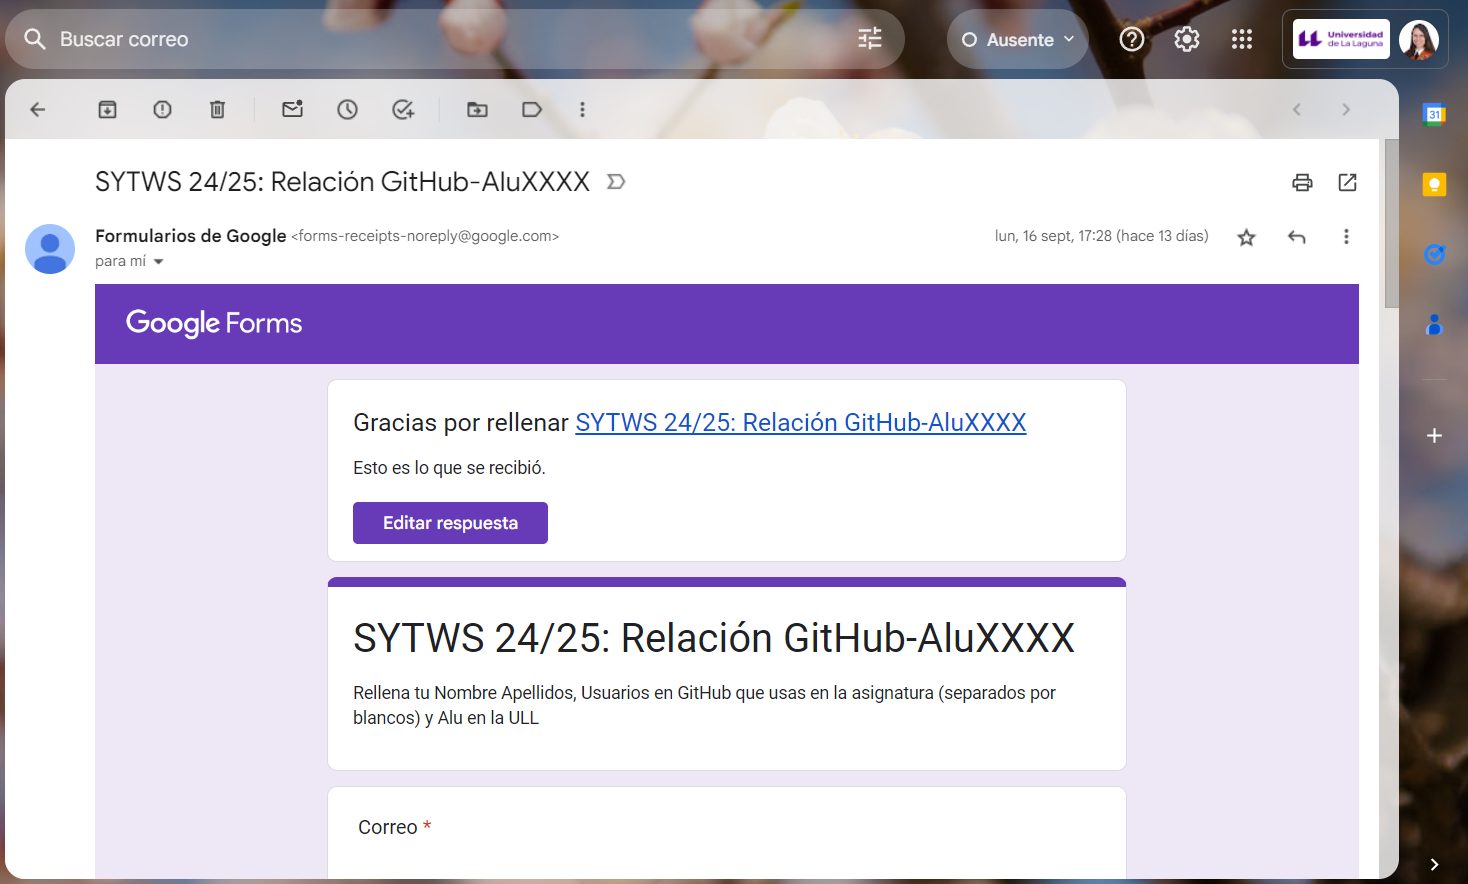 Buscar correo
Ausente
Universidad
de La Laguna
31
SYTWS 24/25: Relación GitHub-AluXXXX
Formularios de Google <forms-receipts-noreply@google.com>
lun, 16 sept, 17:28 (hace 13 días)
para mí
Google Forms
Gracias por rellenar SYTWS 24/25: Relación GitHub-AluXXXX
Esto es lo que se recibió.
Editar respuesta
SYTWS 24/25: Relación GitHub-AluXXXX
Rellena tu Nombre Apellidos, Usuarios en GitHub que usas en la asignatura (separados por
blancos) y Alu en la ULL
Correo *